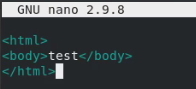 GNU nano 2.9.8
<html>
<body>test</body>
</html>